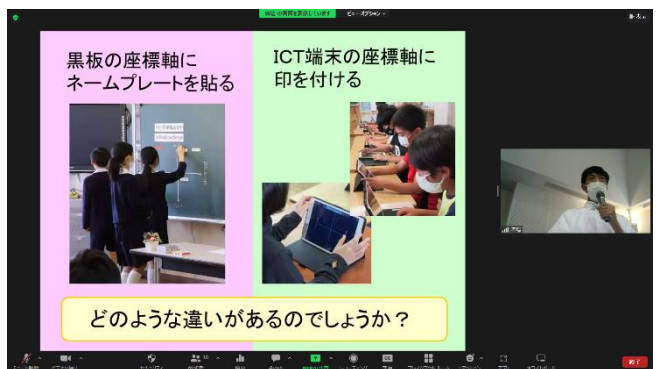 黒板の座標軸に
ネームプレートを貼る
ICT端末の座標軸に
印を付ける
どのような違いがあるのでしょうか？
終了